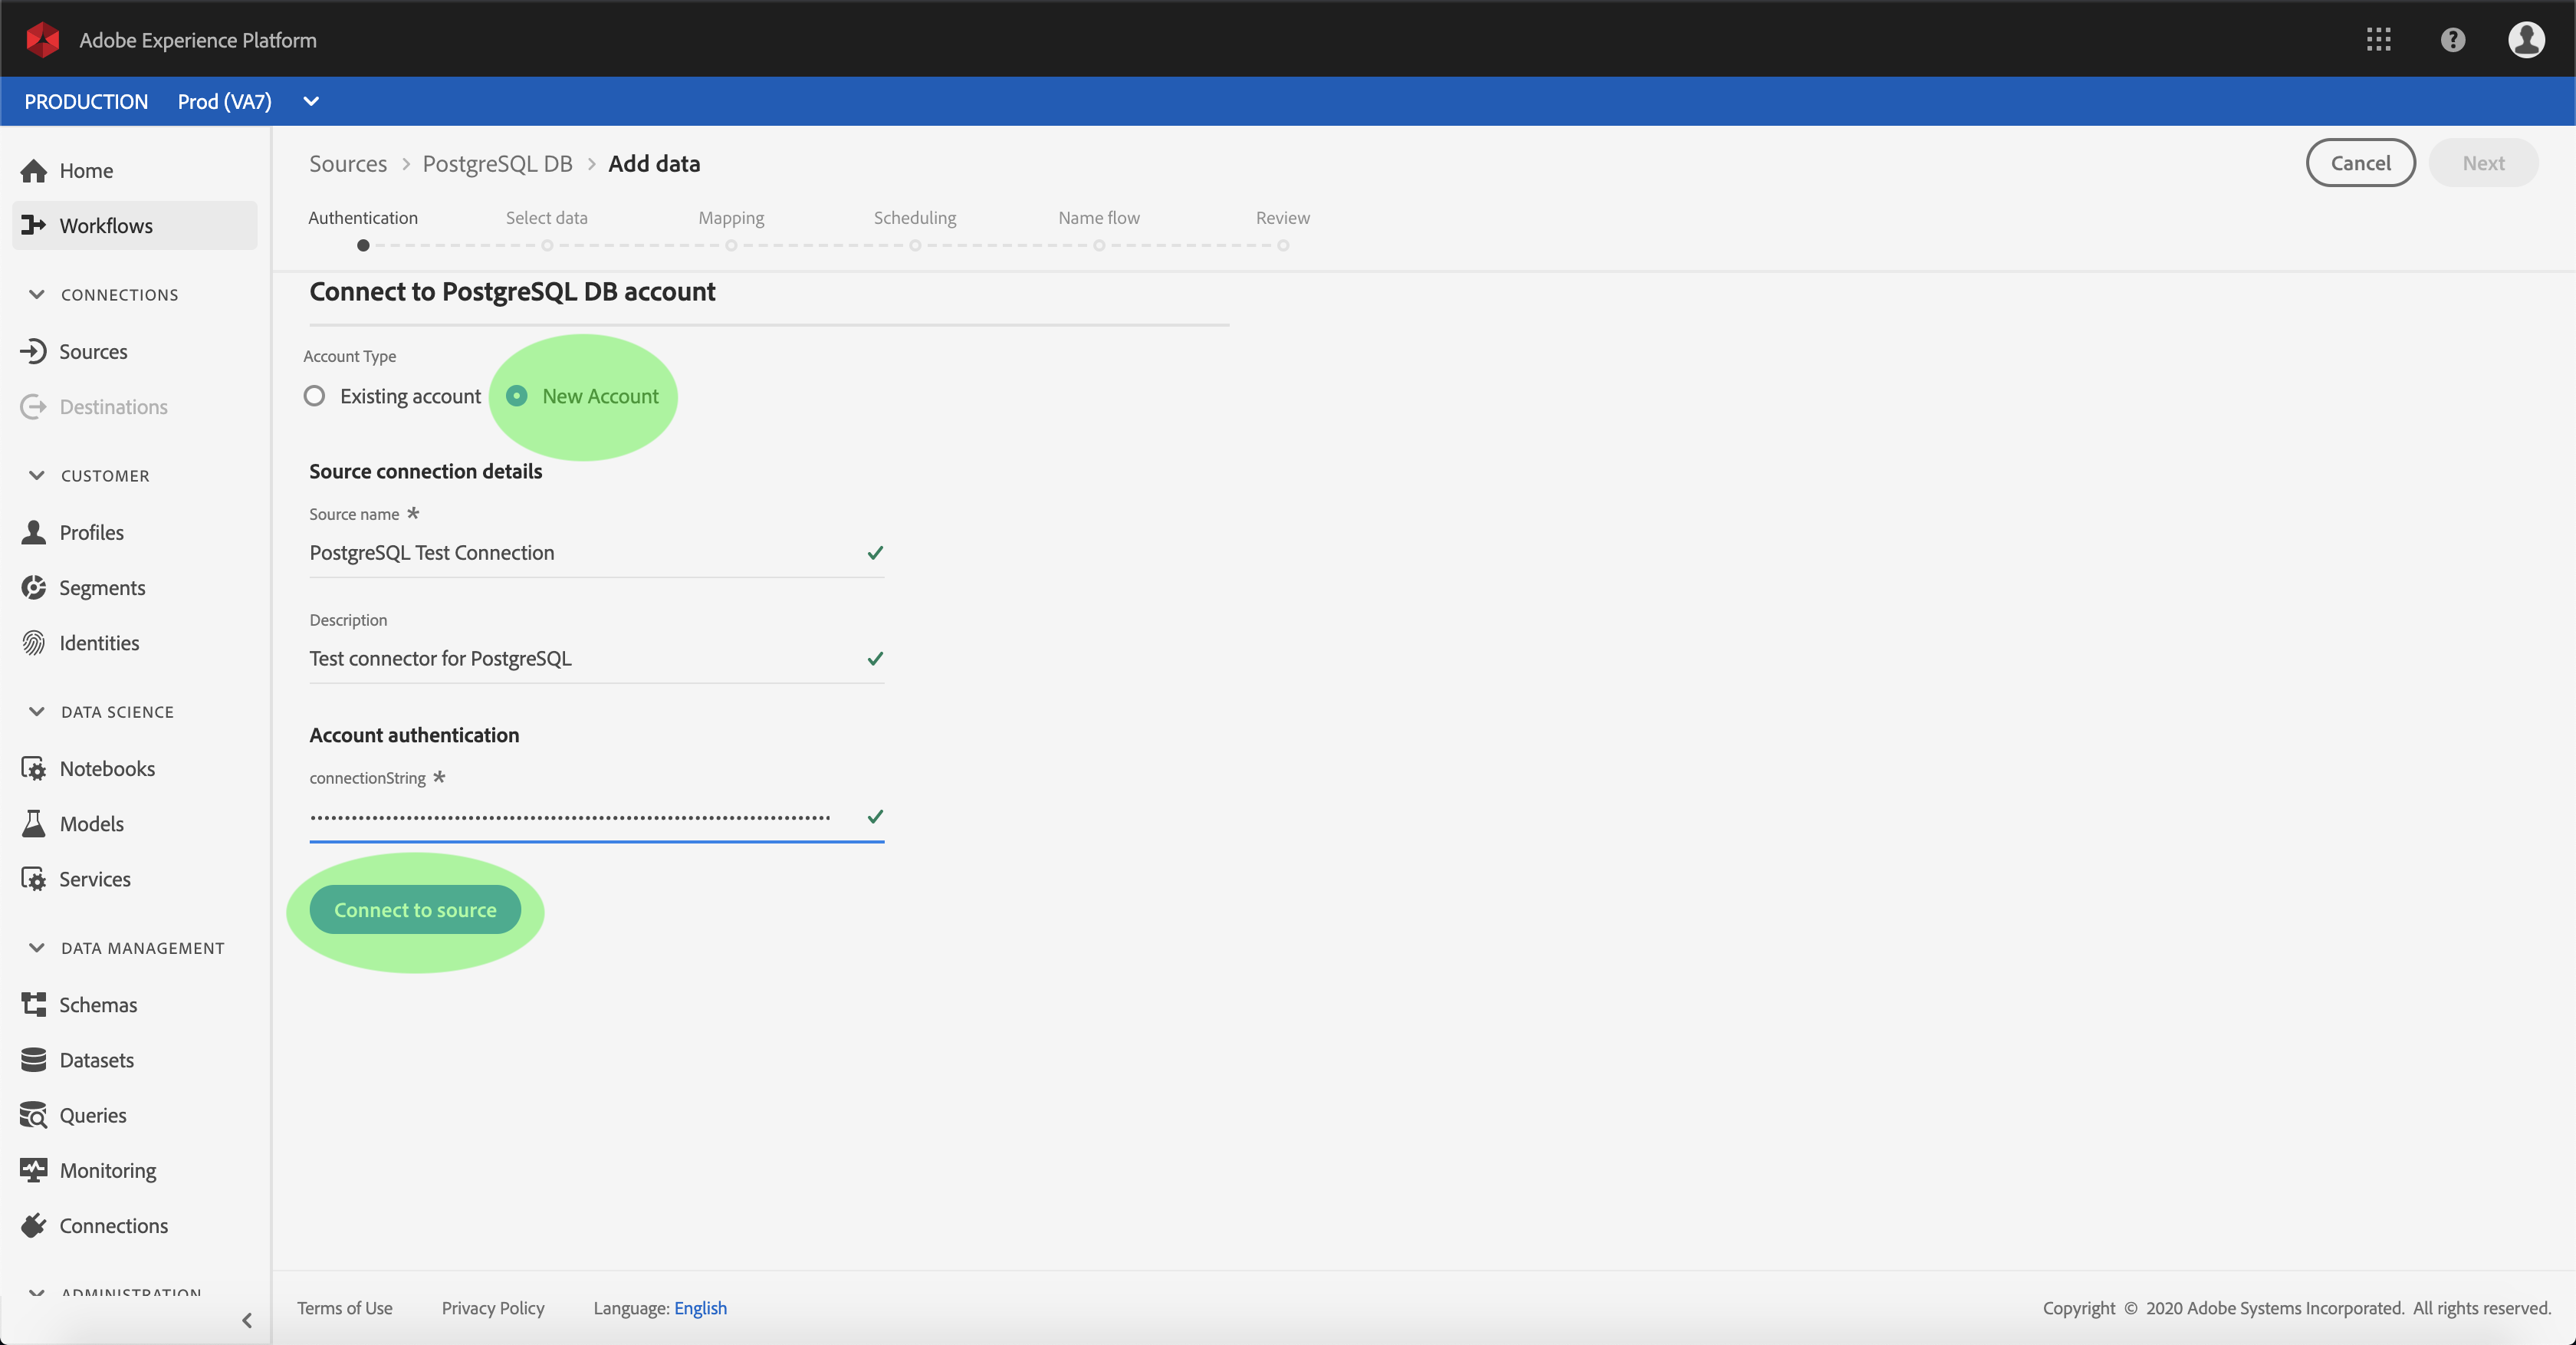 Adobe Experience Platform
?
PRODUCTION Prod (VA7)
Home
Workflows
CONNECTIONS
Sources
Destinations
CUSTOMER
Profiles
Segments
Identities
DATA SCIENCE
Notebooks
Models
Services
DATA MANAGEMENT
Schemas
Datasets
Queries
Monitoring
Connections
ADMINISTRATION
Sources > PostgreSQL DB > Add data
Cancel
Next
Authentication Select data Mapping Scheduling Name flow Review
Connect to PostgreSQL DB account
Account Type
Existing account New Account
Source connection details
Source name *
PostgreSQL Test Connection
Description
Test connector for PostgreSQL
Account authentication
connectionString *
Connect to source
Terms of Use Privacy Policy Language: English
Copyright © 2020 Adobe Systems Incorporated. All rights reserved.